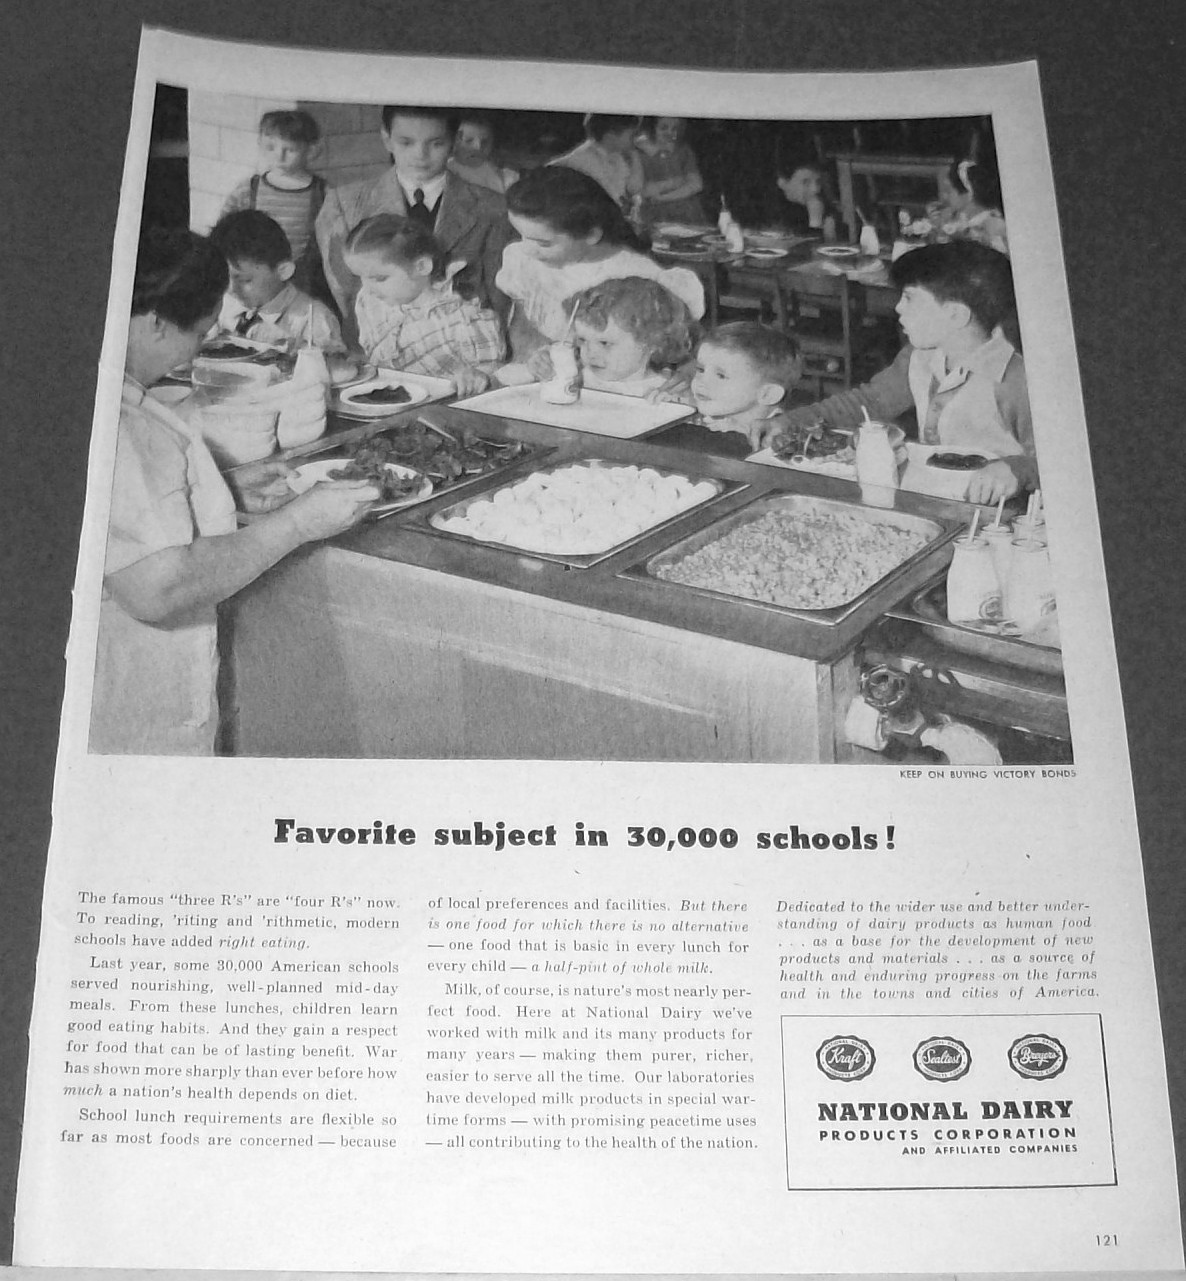 KEEP ON BUYING VICTORY BONDS
Favorite subject in 30,000 schools!
The famous "three R's" are "four R's" now.
To reading, 'riting and 'rithmetic, modern
schools have added right eating.
Last year, some 30,000 American schools
served nourishing, well-planned mid-day
meals. From these lunches, children learn
good eating habits. And they gain a respect
for food that can be of lasting benefit. War
has shown more sharply than ever before how
much a nation's health depends on diet.
School lunch requirements are flexible so
far as most foods are concerned — because
of local preferences and facilities. But there
is one food for which there is no alternative
— one food that is basic in every lunch for
every child — a half-pint of whole milk.
Milk, of course, is nature's most nearly per-
fect food. Here at National Dairy we've
worked with milk and its many products for
many years — making them purer, richer,
easier to serve all the time. Our laboratories
have developed milk products in special war-
time forms — with promising peacetime uses
— all contributing to the health of the nation.
Dedicated to the wider use and better under-
standing of dairy products as human food
. . . as a base for the development of new
products and materials . . . as a source of
health and enduring progress on the farms
and in the towns and cities of America.
Kraft Sealtest Breyers
NATIONAL DAIRY
PRODUCTS CORPORATION
AND AFFILIATED COMPANIES
121